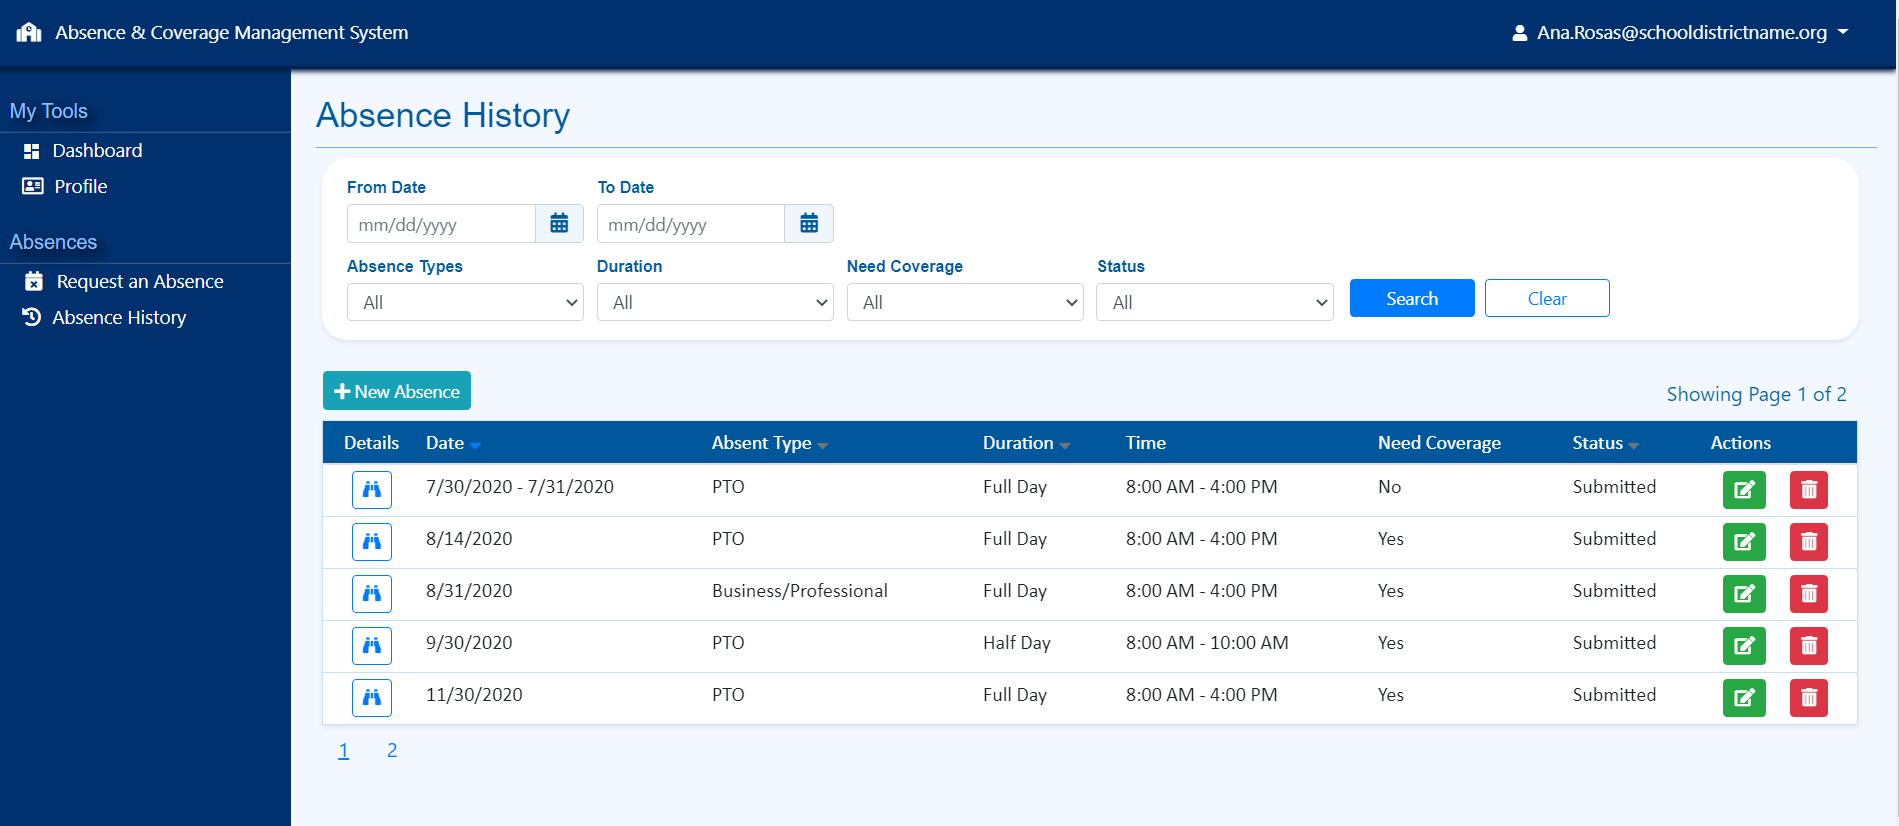 Absence & Coverage Management System
Ana.Rosas@schooldistrictname.org
My Tools
Dashboard
Profile
Absences
Request an Absence
Absence History
Absence History
From Date To Date
mm/dd/yyyy mm/dd/yyyy
Absence Types Duration Need Coverage Status
All All All All Search Clear
New Absence
Showing Page 1 of 2
Details Date Absent Type Duration Time Need Coverage Status Actions
7/30/2020 - 7/31/2020 PTO Full Day 8:00 AM - 4:00 PM No Submitted
8/14/2020 PTO Full Day 8:00 AM - 4:00 PM Yes Submitted
8/31/2020 Business/Professional Full Day 8:00 AM - 4:00 PM Yes Submitted
9/30/2020 PTO Half Day 8:00 AM - 10:00 AM Yes Submitted
11/30/2020 PTO Full Day 8:00 AM - 4:00 PM Yes Submitted
1 2